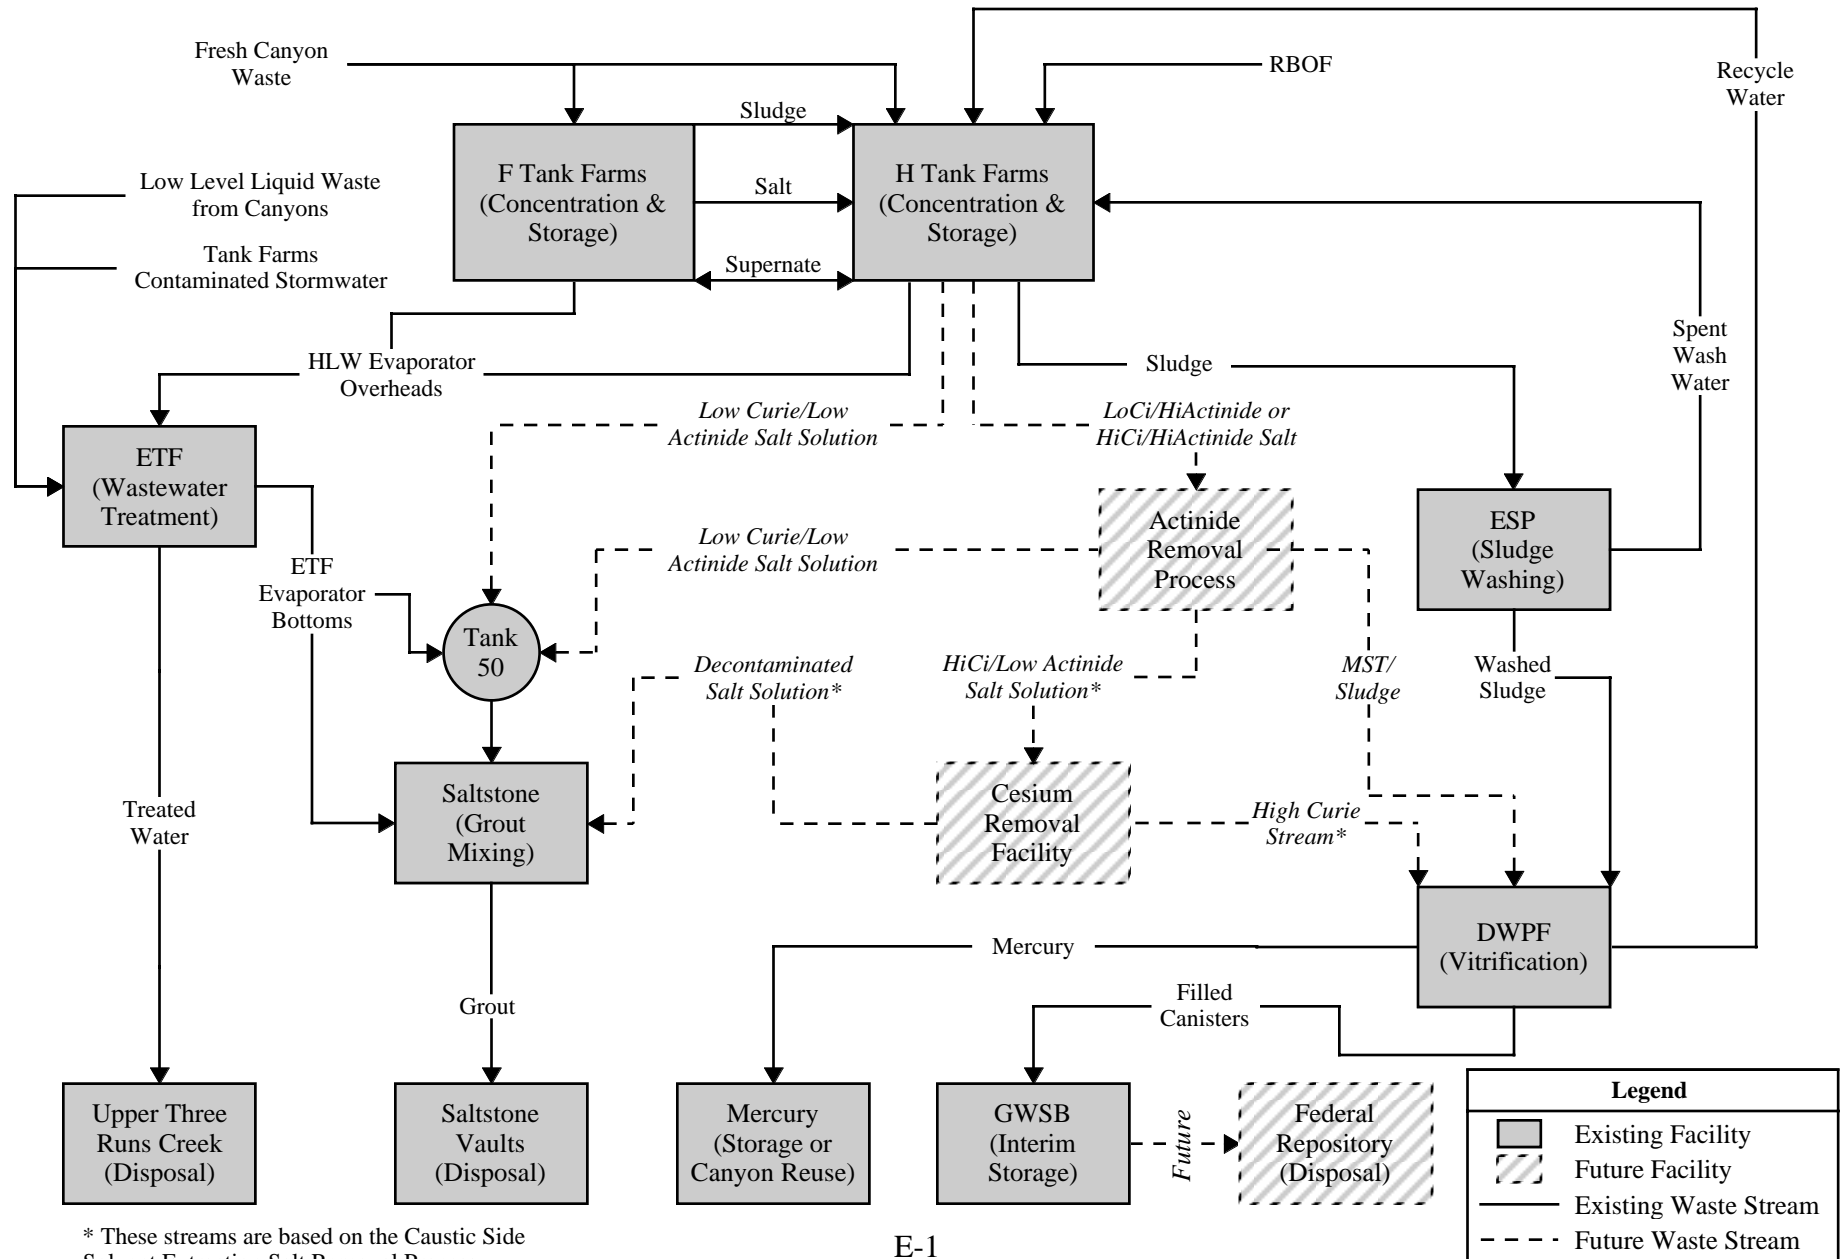 Fresh Canyon
Waste
RBOF
Recycle
Water
Sludge
F Tank Farms
(Concentration &
Storage)
H Tank Farms
(Concentration &
Storage)
Low Level Liquid Waste
from Canyons
Salt
Tank Farms
Contaminated Stormwater
Supernate
Spent
Wash
Water
HLW Evaporator
Overheads
Sludge
Low Curie/Low
Actinide Salt Solution
LoCi/HiActinide or
HiCi/HiActinide Salt
ETF
(Wastewater
Treatment)
Actinide
Removal
Process
ESP
(Sludge
Washing)
Low Curie/Low
Actinide Salt Solution
ETF
Evaporator
Bottoms
Tank
50
Decontaminated
Salt Solution*
HiCi/Low Actinide
Salt Solution*
MST/
Sludge
Washed
Sludge
Treated
Water
Saltstone
(Grout
Mixing)
Cesium
Removal
Facility
High Curie
Stream*
Mercury
DWPF
(Vitrification)
Grout
Filled
Canisters
Upper Three
Runs Creek
(Disposal)
Saltstone
Vaults
(Disposal)
Mercury
(Storage or
Canyon Reuse)
GWSB
(Interim
Storage)
Future
Federal
Repository
(Disposal)
Legend
Existing Facility
Future Facility
Existing Waste Stream
Future Waste Stream
* These streams are based on the Caustic Side
E-1